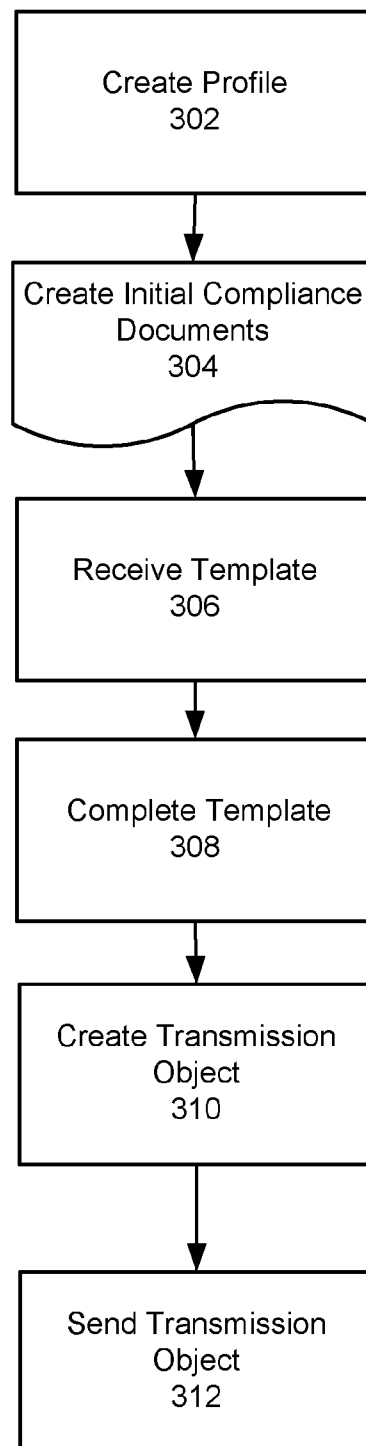 Create Profile
302
Create Initial Compliance
Documents
304
Receive Template
306
Complete Template
308
Create Transmission
Object
310
Send Transmission
Object
312